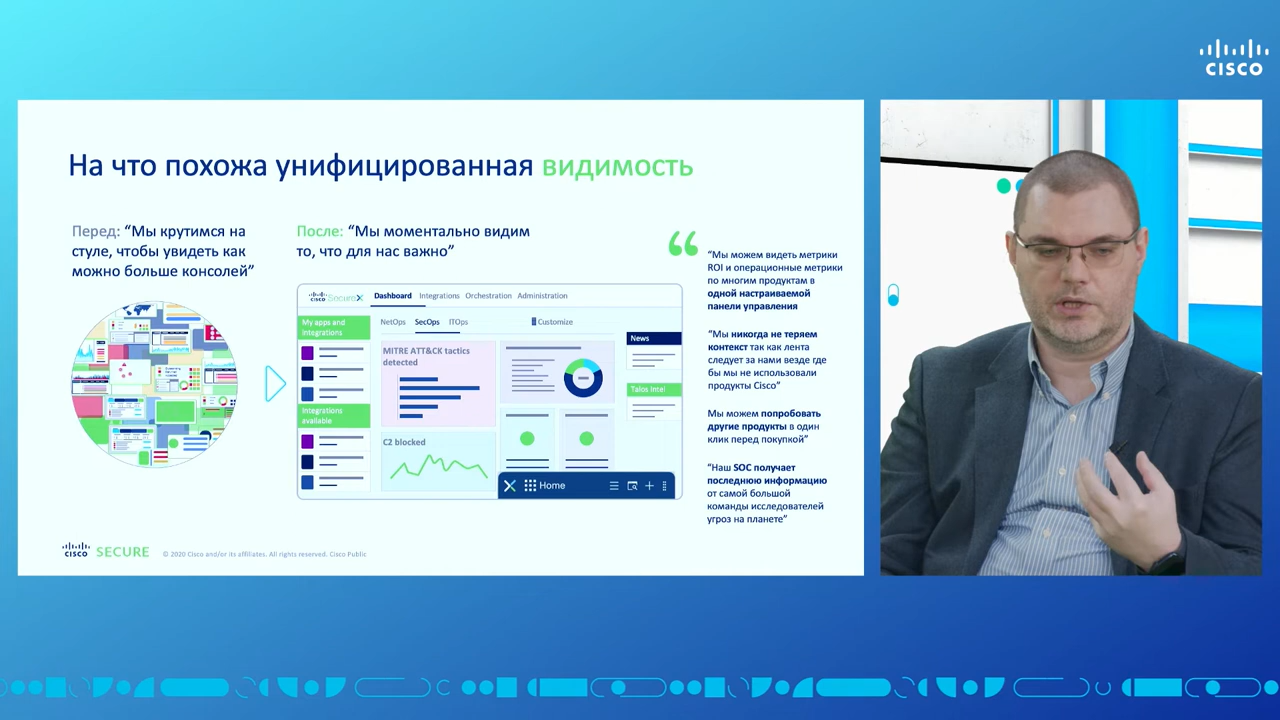 CISCO
На что похожа унифицированная видимость
Перед: “Мы крутимся на
стуле, чтобы увидеть как
можно больше консолей”
После: “Мы моментально видим
то, что для нас важно”
CISCO SecureX Dashboard Integrations Orchestration Administration
My apps and
integrations
Integrations
available
NetOps SecOps ITOps Customize
MITRE ATT&CK tactics
detected
C2 blocked
News
Talos Intel
Home
“Мы можем видеть метрики
ROI и операционные метрики
по многим продуктам в
одной настраиваемой
панели управления
“Мы никогда не теряем
контекст так как лента
следует за нами везде где
бы мы не использовали
продукты Cisco”
Мы можем попробовать
другие продукты в один
клик перед покупкой”
“Наш SOC получает
последнюю информацию
от самой большой
команды исследователей
угроз на планете”
CISCO SECURE © 2020 Cisco and/or its affiliates. All rights reserved. Cisco Public